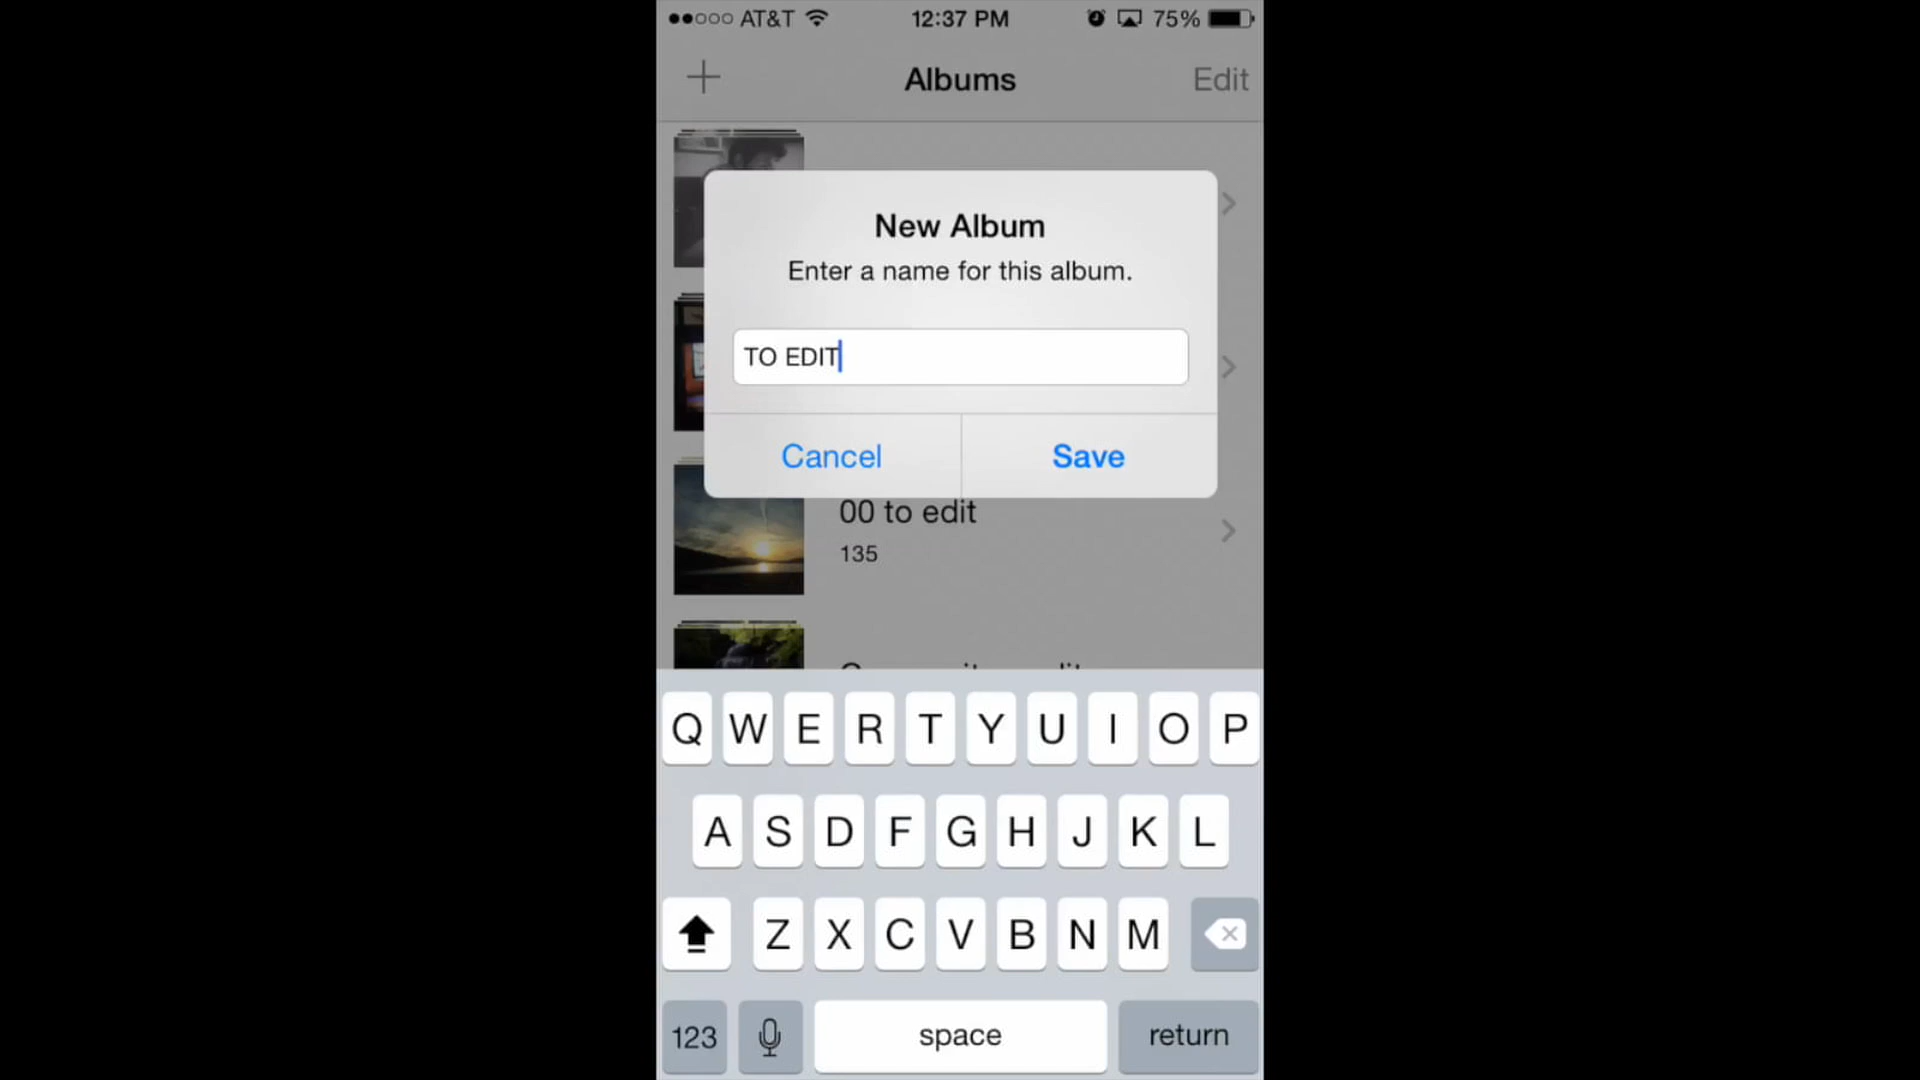 AT&T 12:37 PM 75%
Albums Edit
New Album
Enter a name for this album.
TO EDIT
Cancel Save
00 to edit
135
Q W E R T Y U I O P
A S D F G H J K L
Z X C V B N M
123 space return